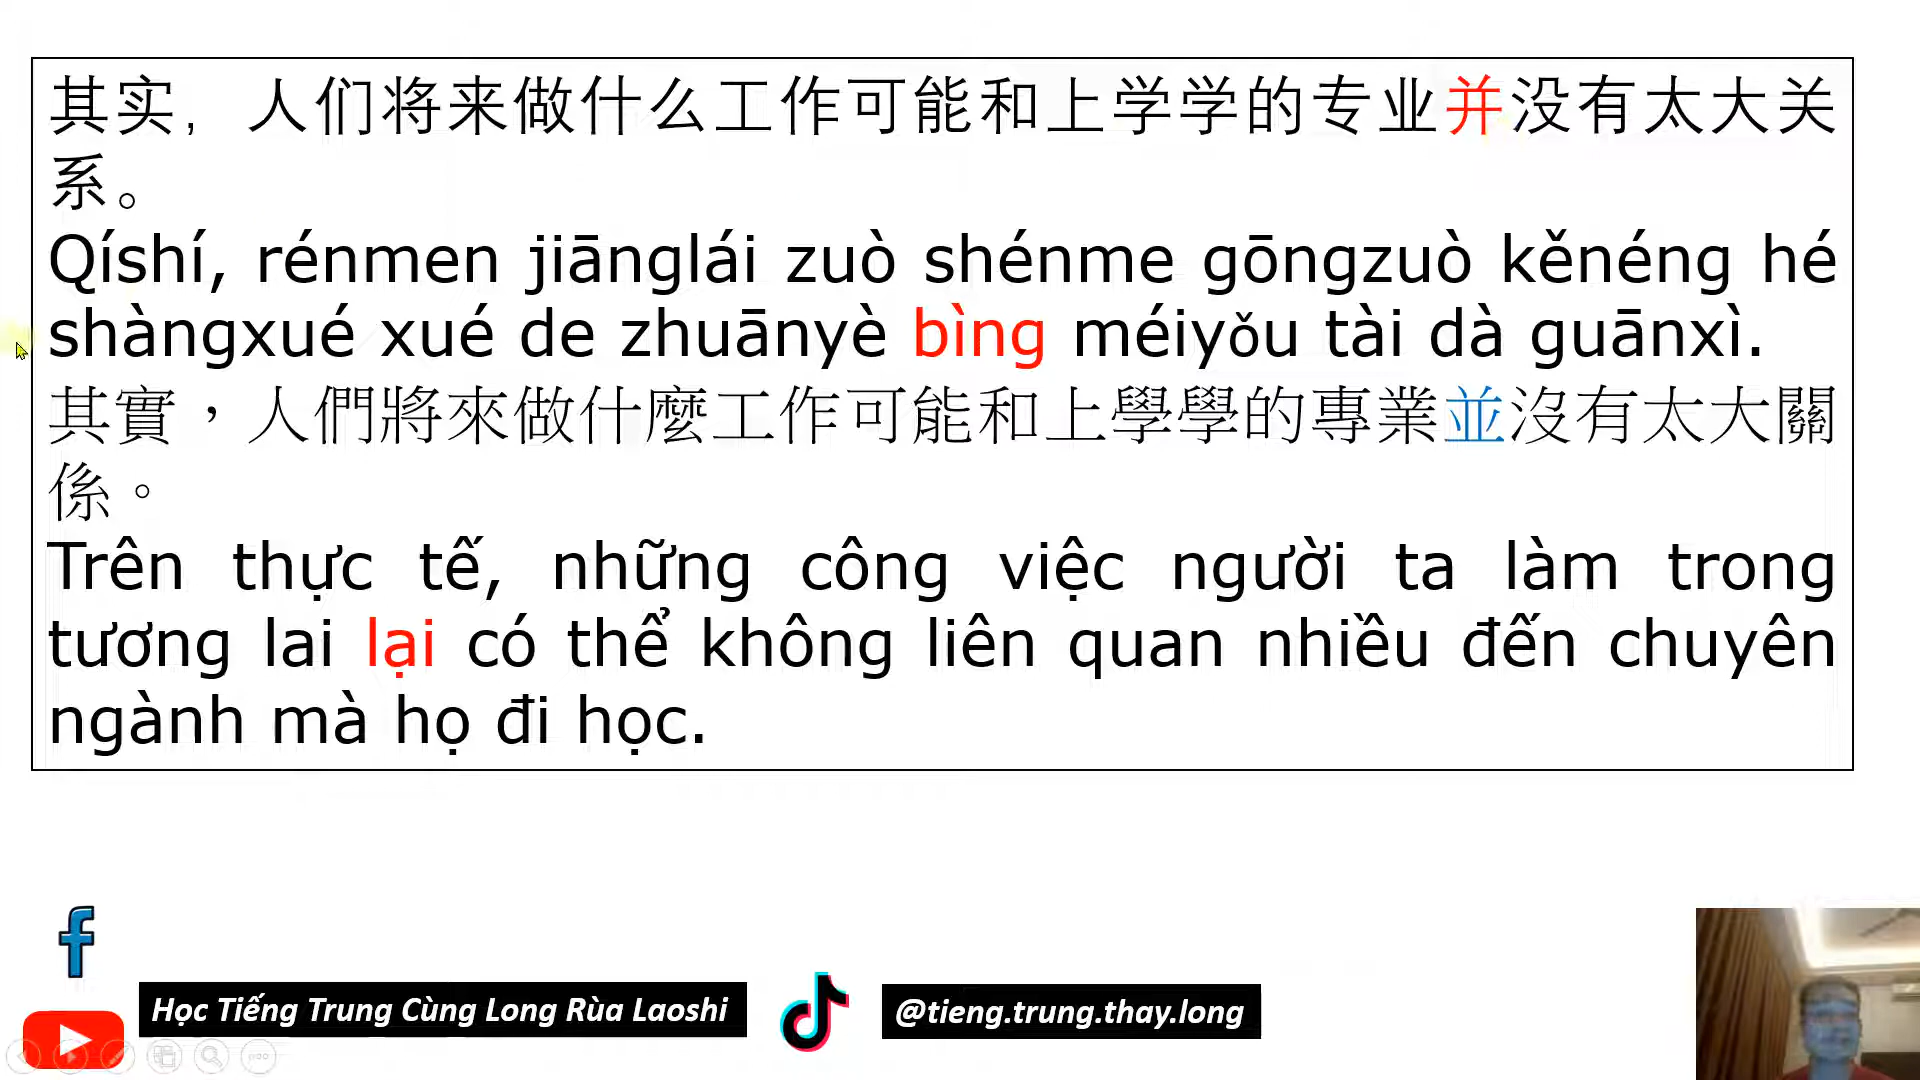 其实，人们将来做什么工作可能和上学学的专业并没有太大关
系。
Qíshí, rénmen jiānglái zuò shénme gōngzuò kěnéng hé
shàngxué xué de zhuānyè bìng méiyǒu tài dà guānxì.
其實，人們將來做什麼工作可能和上學學的專業並沒有太大關
係。
Trên thực tế, những công việc người ta làm trong
tương lai lại có thể không liên quan nhiều đến chuyên
ngành mà họ đi học.
Học Tiếng Trung Cùng Long Rùa Laoshi
@tieng.trung.thay.long